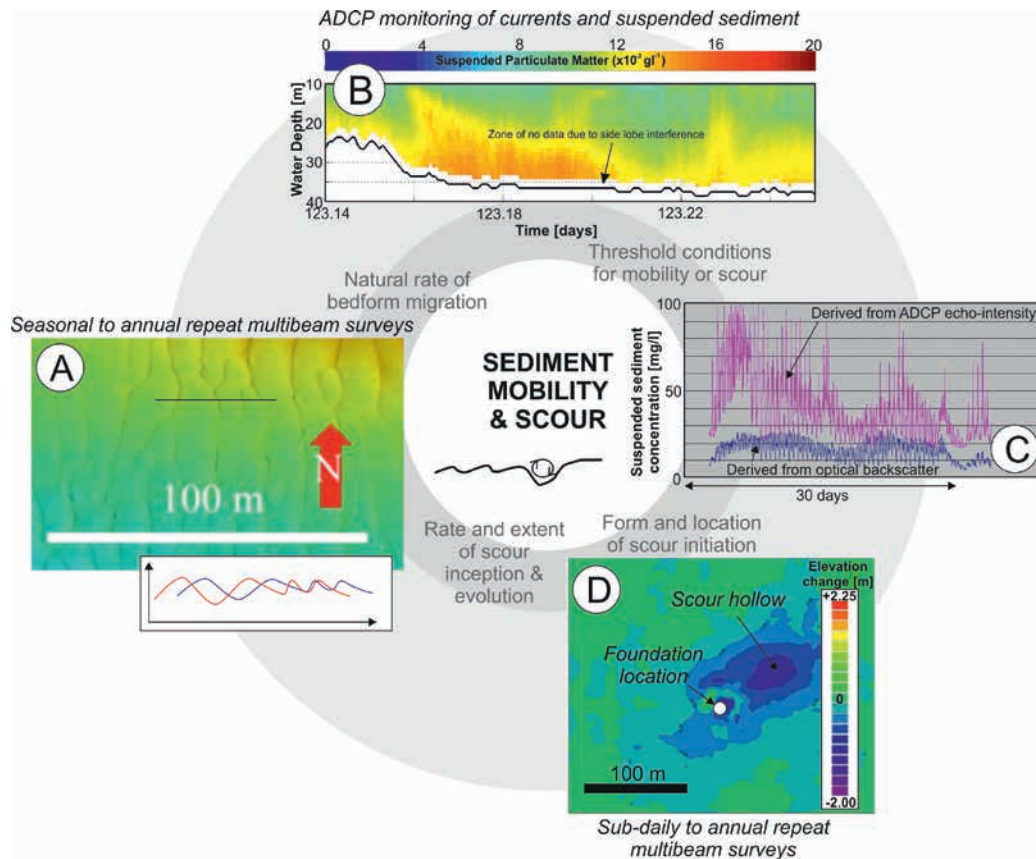 ADCP monitoring of currents and suspended sediment
0 4 8 12 16 20
Suspended Particulate Matter (x10⁻³ gl⁻¹)
B
Water Depth [m]
10
20
30
40
Zone of no data due to side lobe interference
123.14 123.18 123.22
Time [days]
Natural rate of
bedform migration
Threshold conditions
for mobility or scour
Seasonal to annual repeat multibeam surveys
A
N
100 m
SEDIMENT
MOBILITY
& SCOUR
Suspended sediment
concentration [mg/l]
100
50
0
Derived from ADCP echo-intensity
C
Derived from optical backscatter
30 days
Rate and extent
of scour
inception &
evolution
Form and location
of scour initiation
D
Elevation
change [m]
+2.25
0
-2.00
Scour hollow
Foundation
location
100 m
Sub-daily to annual repeat
multibeam surveys